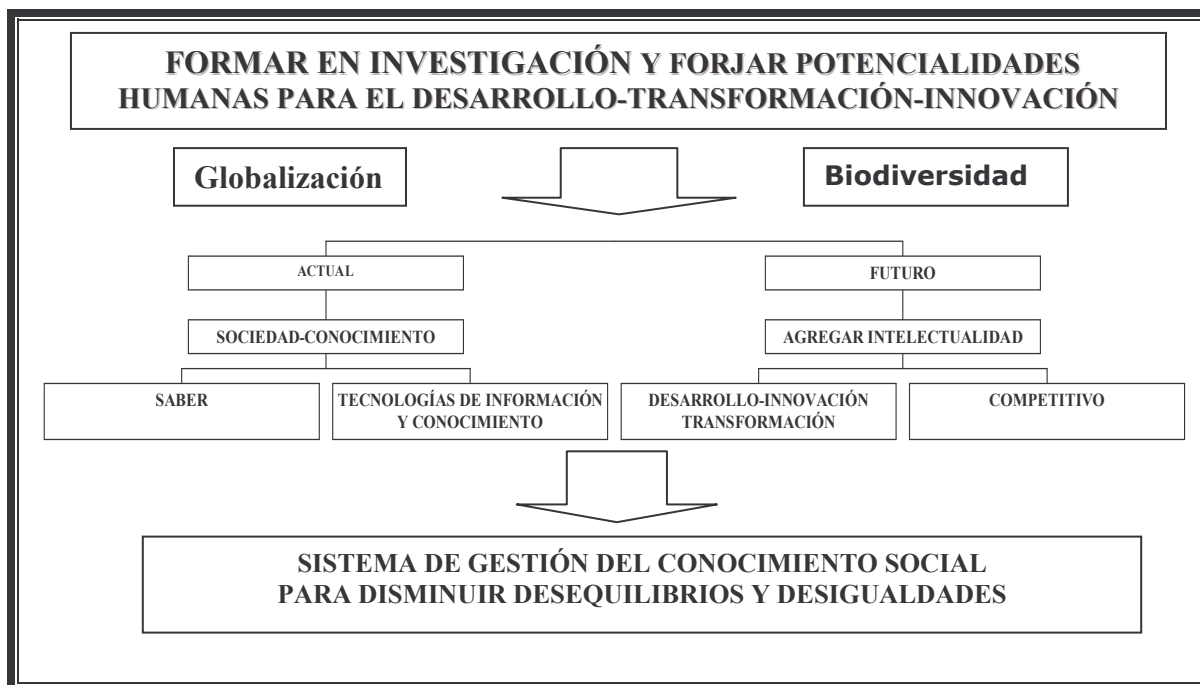 FORMAR EN INVESTIGACIÓN Y FORJAR POTENCIALIDADES
HUMANAS PARA EL DESARROLLO-TRANSFORMACIÓN-INNOVACIÓN
Globalización
Biodiversidad
ACTUAL
FUTURO
SOCIEDAD-CONOCIMIENTO
AGREGAR INTELECTUALIDAD
SABER
TECNOLOGÍAS DE INFORMACIÓN
Y CONOCIMIENTO
DESARROLLO-INNOVACIÓN
TRANSFORMACIÓN
COMPETITIVO
SISTEMA DE GESTIÓN DEL CONOCIMIENTO SOCIAL
PARA DISMINUIR DESEQUILIBRIOS Y DESIGUALDADES